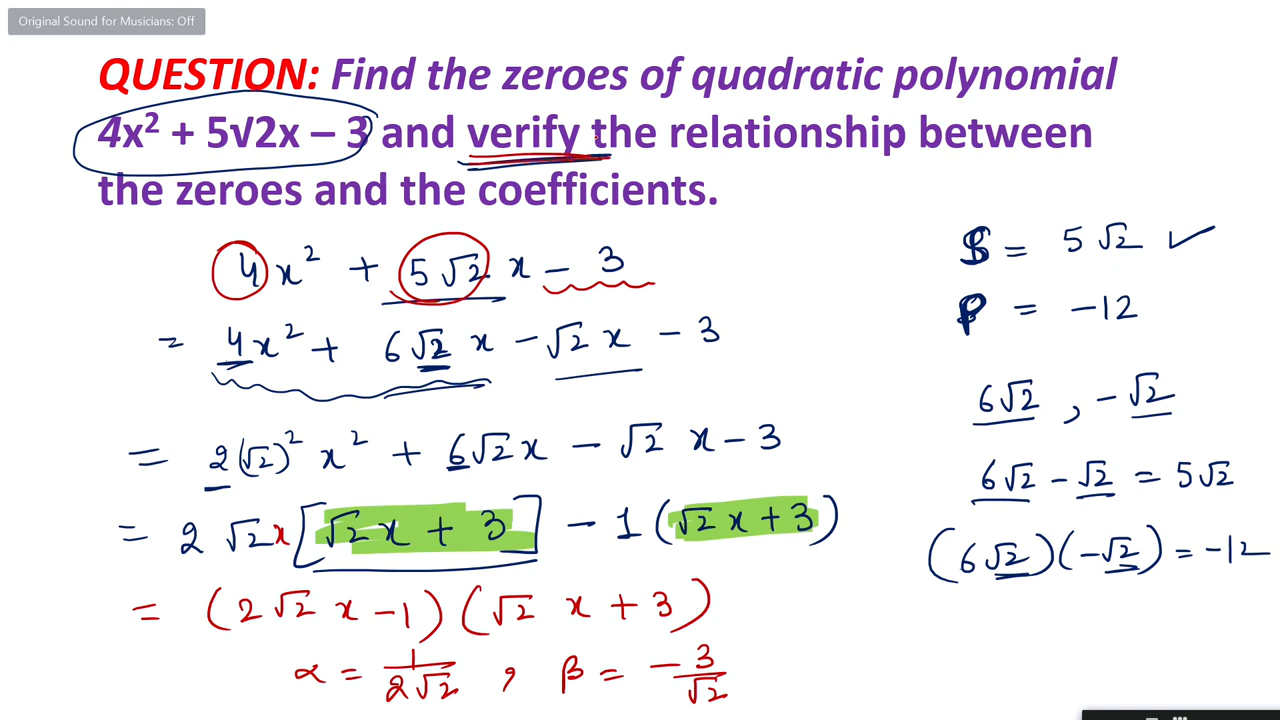 Original Sound for Musicians: Off
QUESTION: Find the zeroes of quadratic polynomial
4x² + 5√2x – 3 and verify the relationship between
the zeroes and the coefficients.
4x² + 5√2 x - 3
= 4x² + 6√2 x - √2 x - 3
= 2(√2)² x² + 6√2x - √2 x - 3
= 2√2x [√2x + 3] - 1(√2x + 3)
= (2√2 x - 1)(√2 x + 3)
α = 1/2√2 , β = -3/√2
S = 5√2 ✓
P = -12
6√2 , -√2
6√2 - √2 = 5√2
(6√2)(-√2) = -12